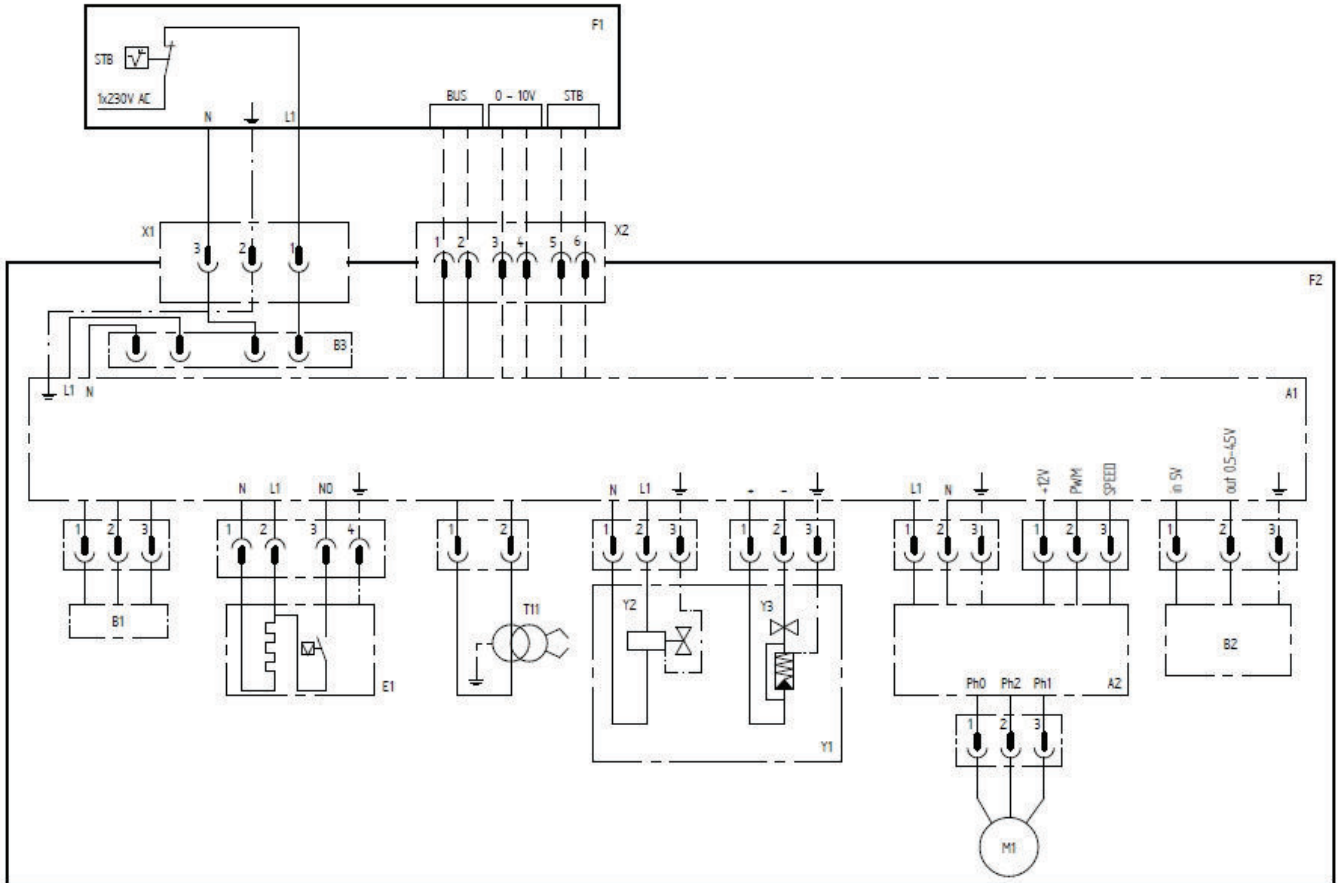 F1
STB
1x230V AC
BUS 0 - 10V STB
N L1
X1 X2
3 2 1 1 2 3 4 5 6
F2
B3
L1 N
A1
N L1 NO N L1 + - L1 N +12V PWM SPEED in 5V out 0.5-4.5V
1 2 3 1 2 3 4 1 2 1 2 3 1 2 3 1 2 3 1 2 3 1 2 3
B1 T11 Y2 Y3 B2
E1 Ph0 Ph2 Ph1 A2
1 2 3
Y1
M1